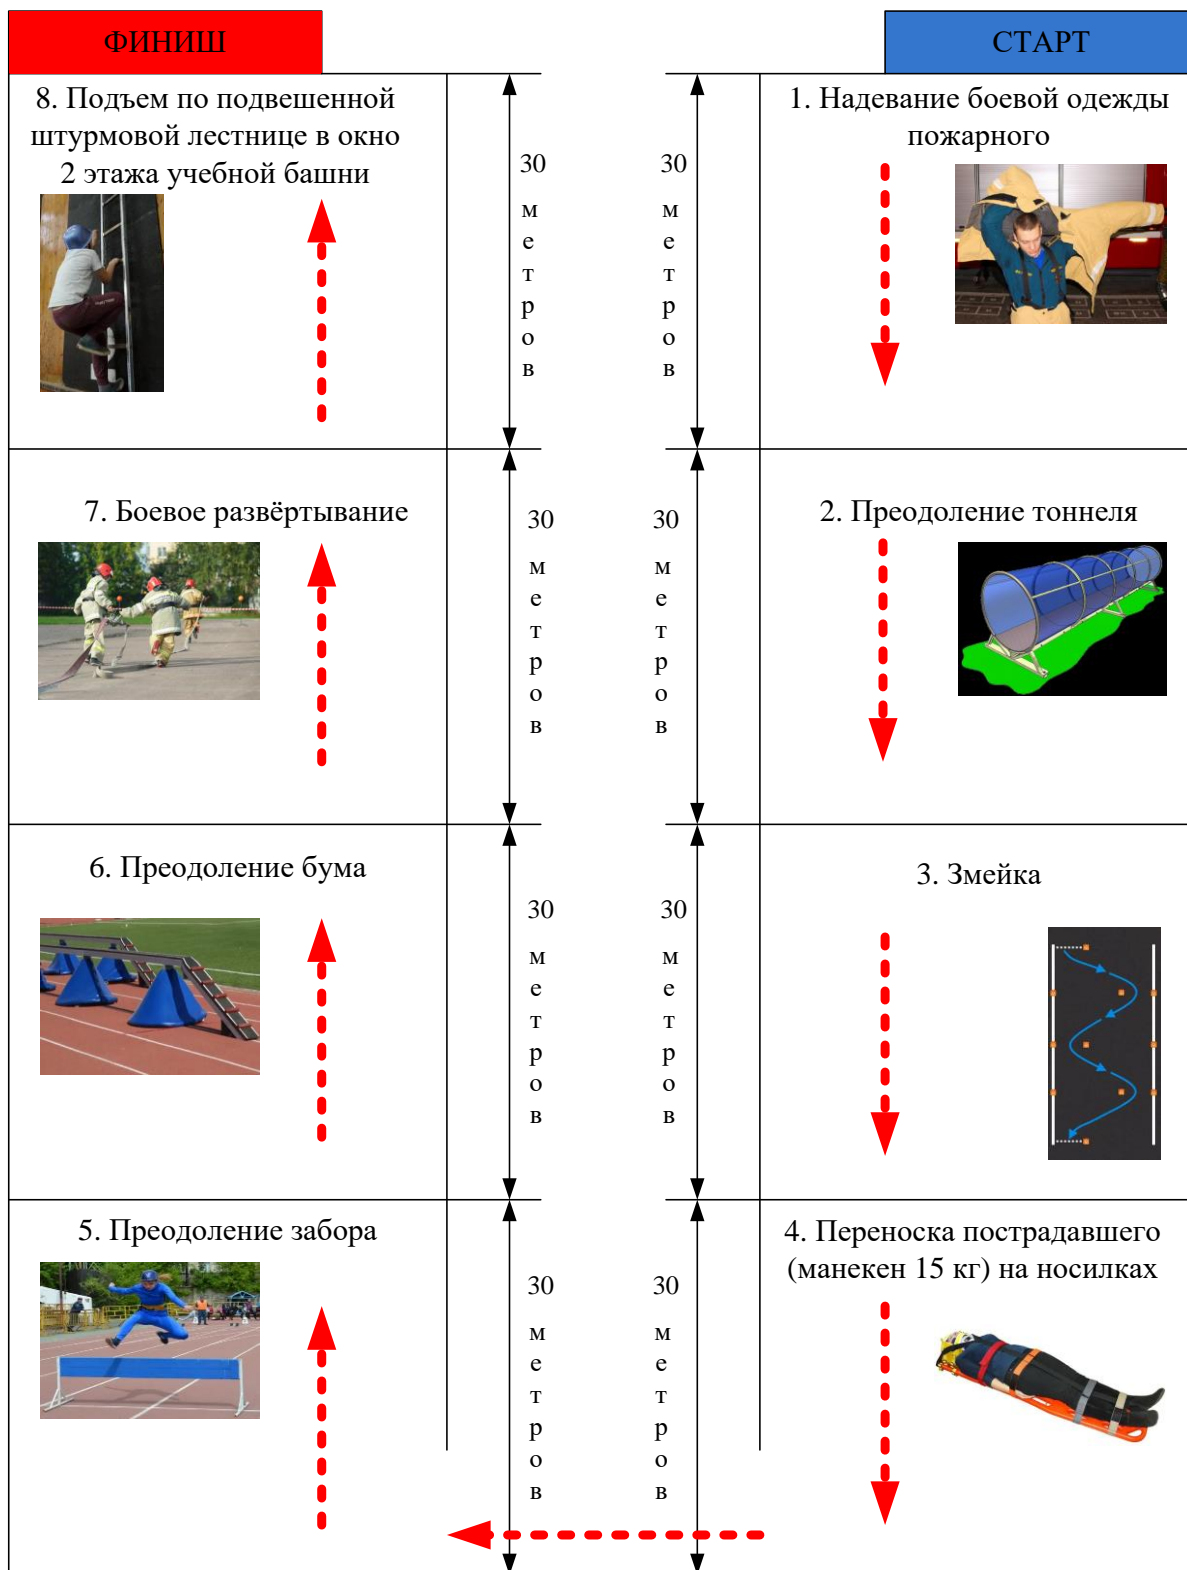 ФИНИШ
СТАРТ
8. Подъем по подвешенной
штурмовой лестнице в окно
2 этажа учебной башни
30
метров
30
метров
1. Надевание боевой одежды
пожарного
7. Боевое развёртывание
30
метров
30
метров
2. Преодоление тоннеля
6. Преодоление бума
30
метров
30
метров
3. Змейка
5. Преодоление забора
30
метров
30
метров
4. Переноска пострадавшего
(манекен 15 кг) на носилках